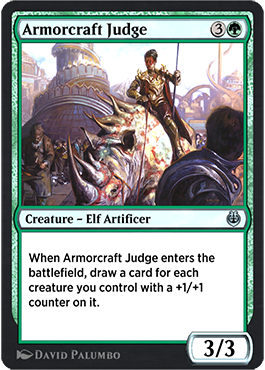 Armorcraft Judge 3
Creature – Elf Artificer
When Armorcraft Judge enters the
battlefield, draw a card for each
creature you control with a +1/+1
counter on it.
3/3
David Palumbo